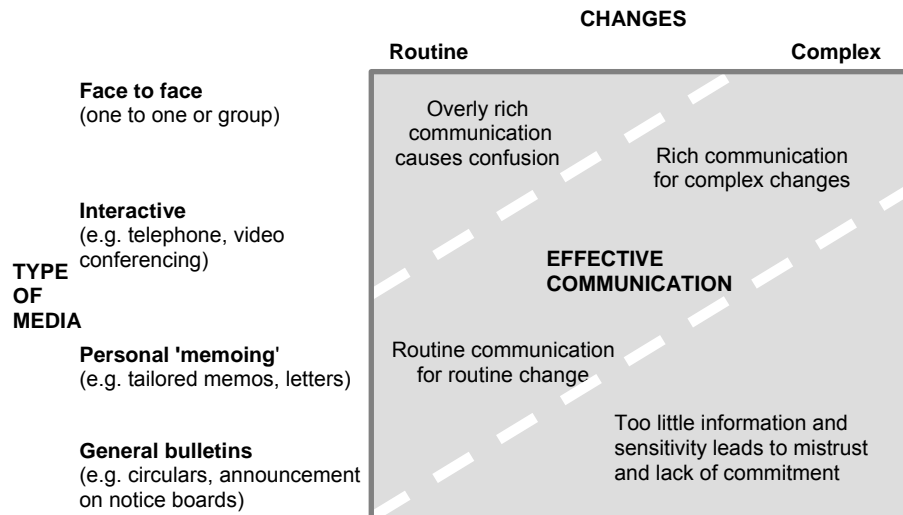 CHANGES
Routine
Complex
Face to face
(one to one or group)
Overly rich
communication
causes confusion
Rich communication
for complex changes
Interactive
(e.g. telephone, video
conferencing)
TYPE
OF
MEDIA
EFFECTIVE
COMMUNICATION
Personal 'memoing'
(e.g. tailored memos, letters)
Routine communication
for routine change
General bulletins
(e.g. circulars, announcement
on notice boards)
Too little information and
sensitivity leads to mistrust
and lack of commitment